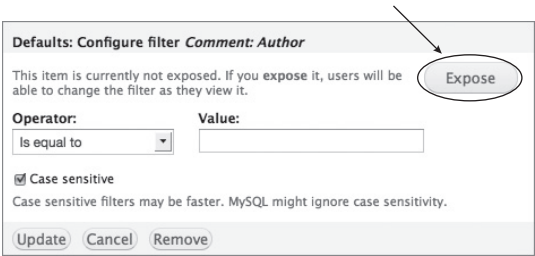 Defaults: Configure filter Comment: Author
This item is currently not exposed. If you expose it, users will be
able to change the filter as they view it.
Expose
Operator:
Value:
Is equal to
Case sensitive
Case sensitive filters may be faster. MySQL might ignore case sensitivity.
Update Cancel Remove